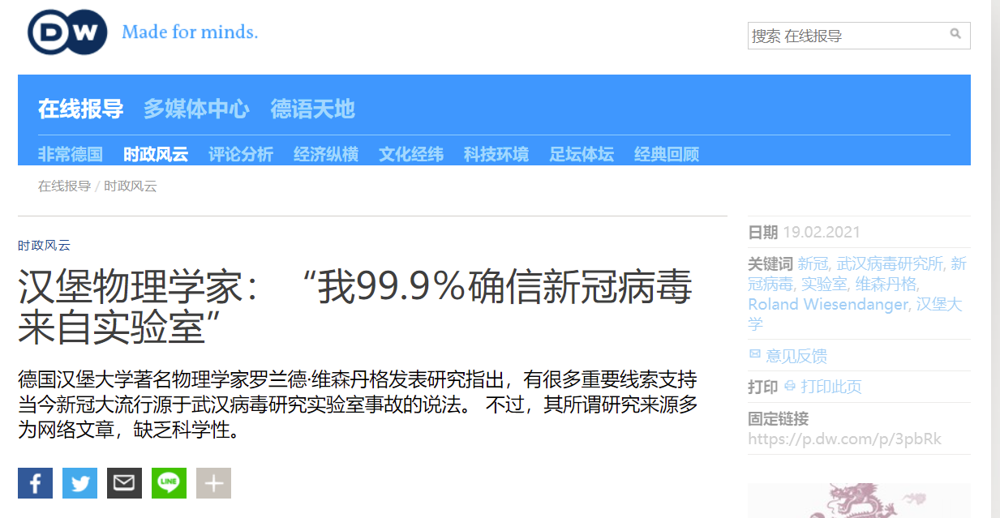 DW Made for minds.
搜索 在线报导
在线报导 多媒体中心 德语天地
非常德国 时政风云 评论分析 经济纵横 文化经纬 科技环境 足坛体坛 经典回顾
在线报导 / 时政风云
时政风云
汉堡物理学家： “我99.9%确信新冠病毒
来自实验室”
德国汉堡大学著名物理学家罗兰德·维森丹格发表研究指出，有很多重要线索支持
当今新冠大流行源于武汉病毒研究实验室事故的说法。 不过，其所谓研究来源多
为网络文章，缺乏科学性。
LINE
日期 19.02.2021
关键词 新冠, 武汉病毒研究所, 新
冠病毒, 实验室, 维森丹格,
Roland Wiesendanger, 汉堡大
学
意见反馈
打印 打印此页
固定链接
https://p.dw.com/p/3pbRk